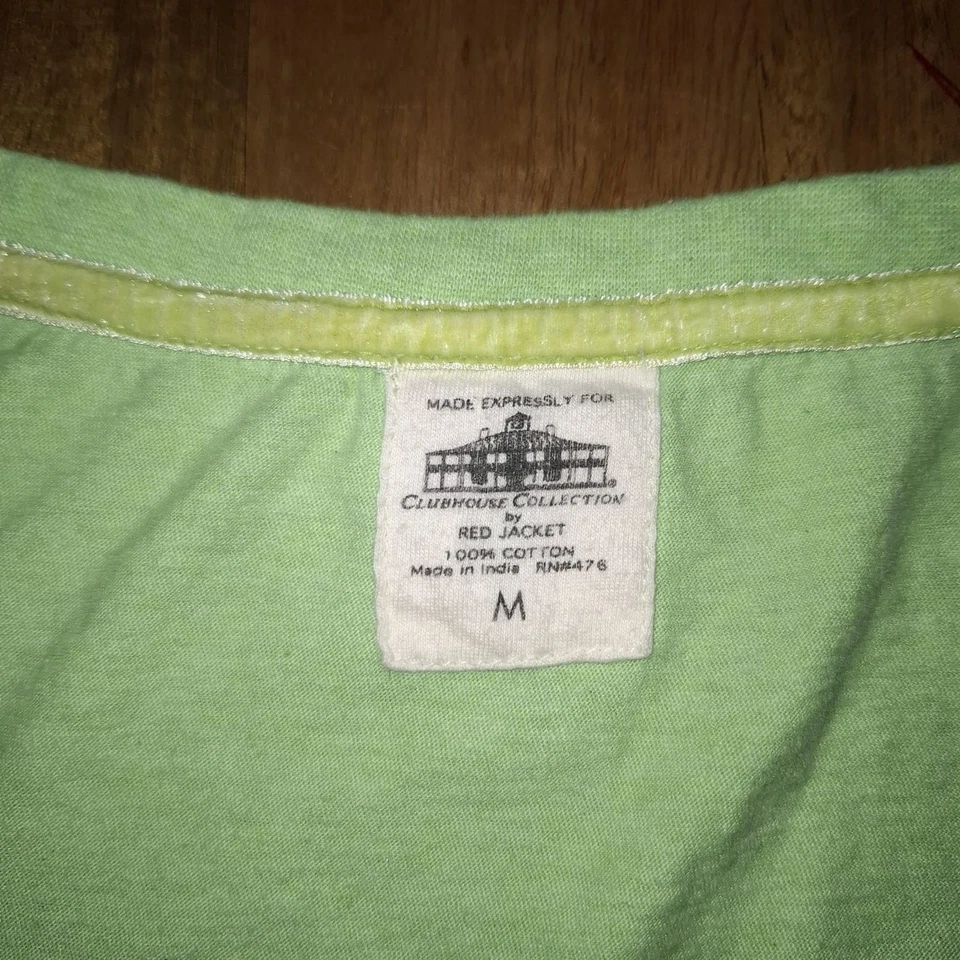 MADE EXPRESSLY FOR
CLUBHOUSE COLLECTION
by
RED JACKET
100% COTTON
Made in India RN#476
M